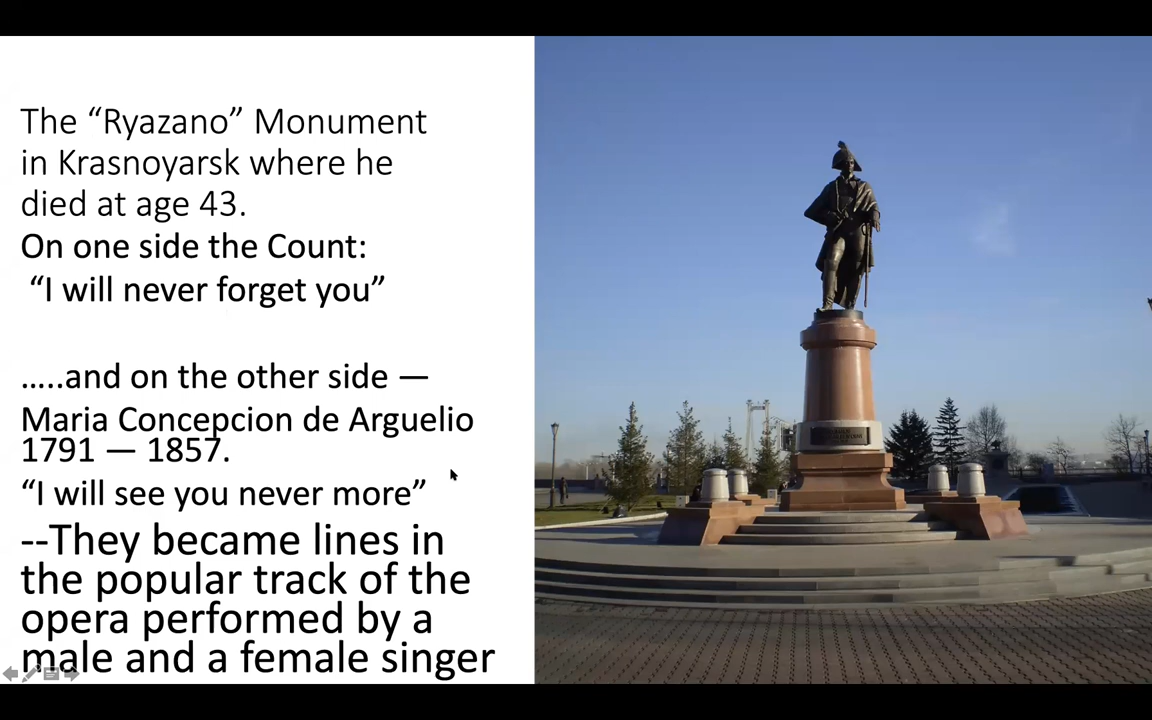 The “Ryazano” Monument
in Krasnoyarsk where he
died at age 43.
On one side the Count:
“I will never forget you”
…..and on the other side —
Maria Concepcion de Arguelio
1791 — 1857.
“I will see you never more”
--They became lines in
the popular track of the
opera performed by a
male and a female singer